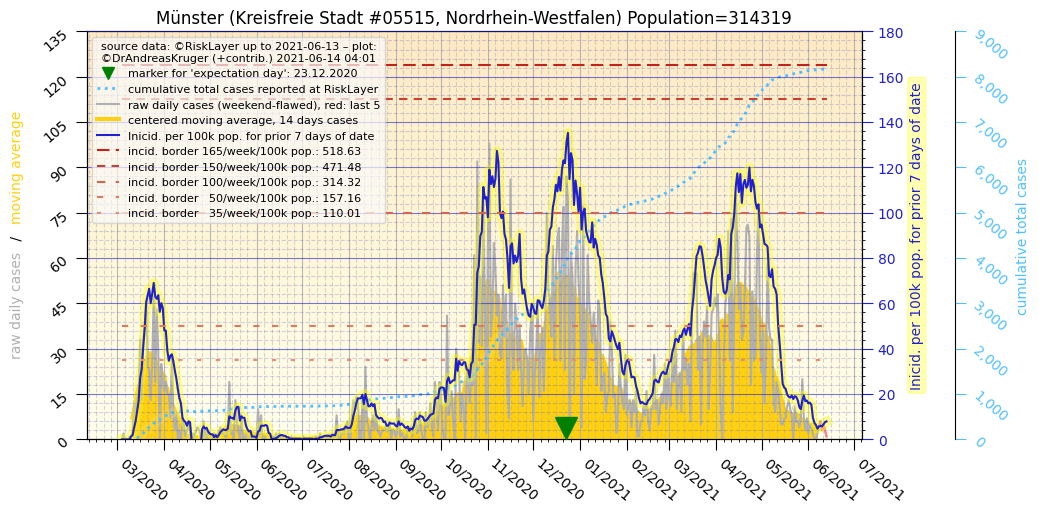 Münster (Kreisfreie Stadt #05515, Nordrhein-Westfalen) Population=314319
source data: ©RiskLayer up to 2021-06-13 – plot:
©DrAndreasKruger (+contrib.) 2021-06-14 04:01
marker for 'expectation day': 23.12.2020
cumulative total cases reported at RiskLayer
raw daily cases (weekend-flawed), red: last 5
centered moving average, 14 days cases
Inicid. per 100k pop. for prior 7 days of date
incid. border 165/week/100k pop.: 518.63
incid. border 150/week/100k pop.: 471.48
incid. border 100/week/100k pop.: 314.32
incid. border 50/week/100k pop.: 157.16
incid. border 35/week/100k pop.: 110.01
raw daily cases / moving average
135
120
105
90
75
60
45
30
15
0
180
160
140
120
100
80
60
40
20
0
Inicid. per 100k pop. for prior 7 days of date
9,000
8,000
7,000
6,000
5,000
4,000
3,000
2,000
1,000
0
cumulative total cases
03/2020
04/2020
05/2020
06/2020
07/2020
08/2020
09/2020
10/2020
11/2020
12/2020
01/2021
02/2021
03/2021
04/2021
05/2021
06/2021
07/2021